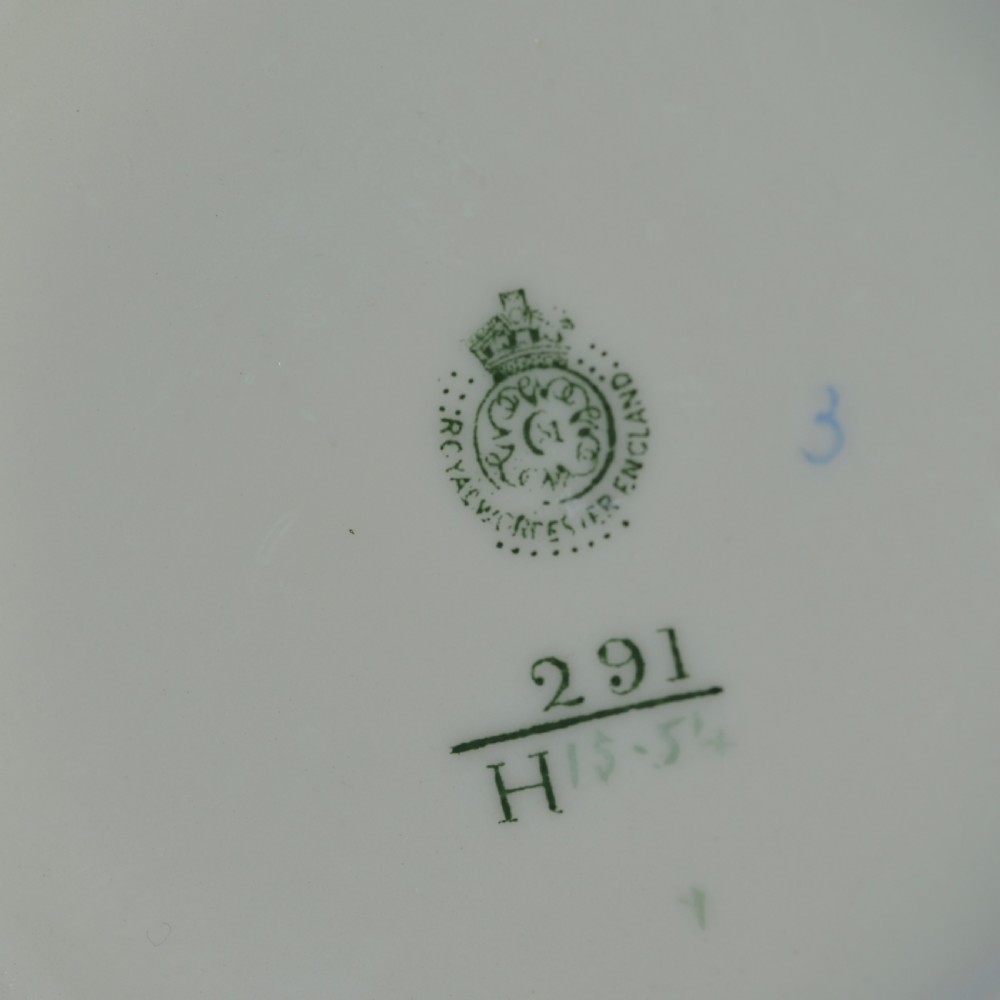 ROYAL WORCESTER ENGLAND
3
291
H